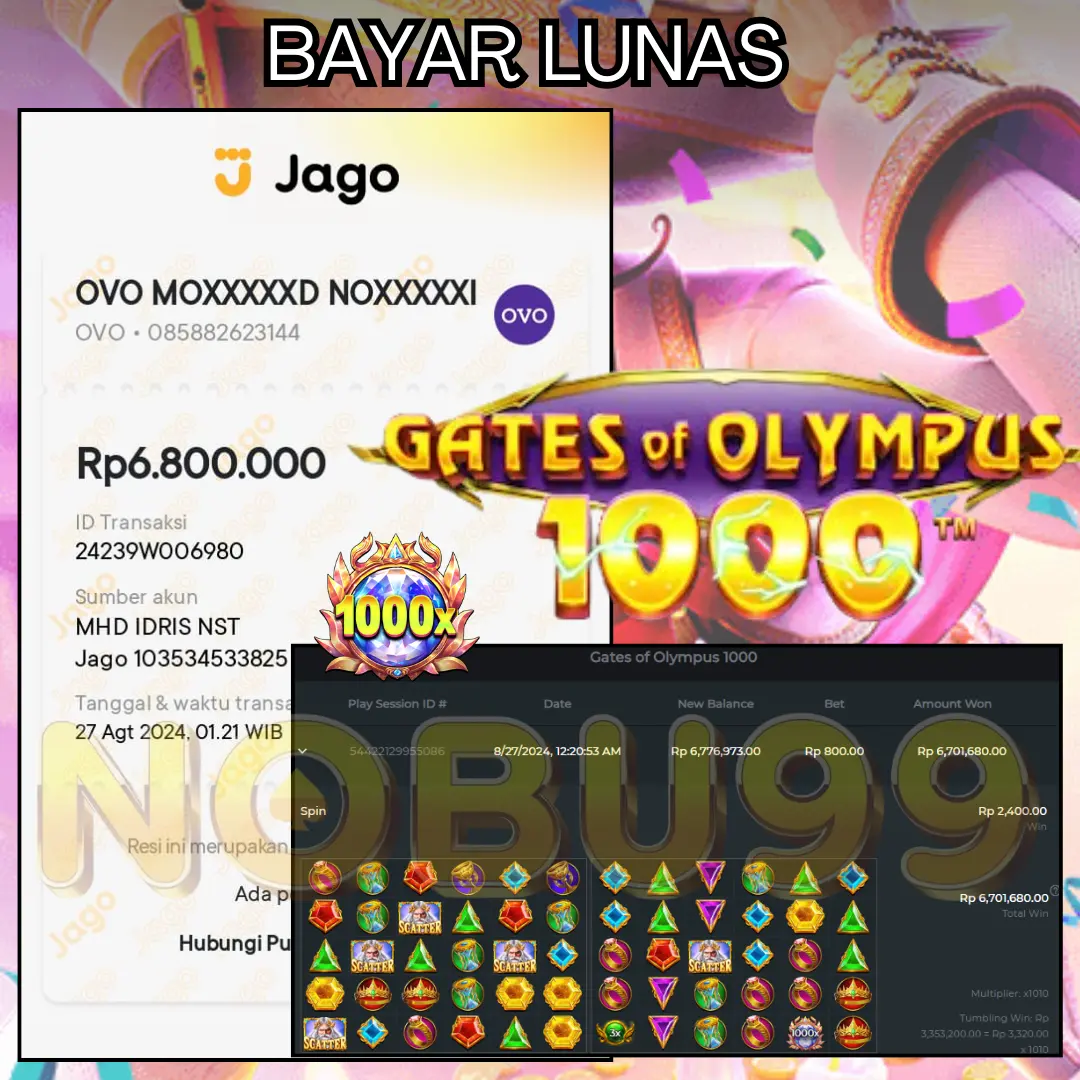 BAYAR LUNAS
Jago
OVO MOXXXXXD NOXXXXXI
OVO • 085882623144
OVO
Rp6.800.000
ID Transaksi
24239W006980
Sumber akun
MHD IDRIS NST
Jago 103534533825
Tanggal & waktu transa
27 Agt 2024, 01.21 WIB
Resi ini merupakan
Ada p
Hubungi Pu
GATES of OLYMPUS
1000™
1000x
NOBU99
Gates of Olympus 1000
Play Session ID # Date New Balance Bet Amount Won
54422129955086 8/27/2024, 12:20:53 AM Rp 6,776,973.00 Rp 800.00 Rp 6,701,680.00
Spin
Rp 2,400.00
Win
Rp 6,701,680.00
Total Win
SCATTER
SCATTER
SCATTER
SCATTER
SCATTER
3x
1000x
Multiplier: x1010
Tumbling Win: Rp
3,353,200.00 = Rp 3,320.00
x 1010